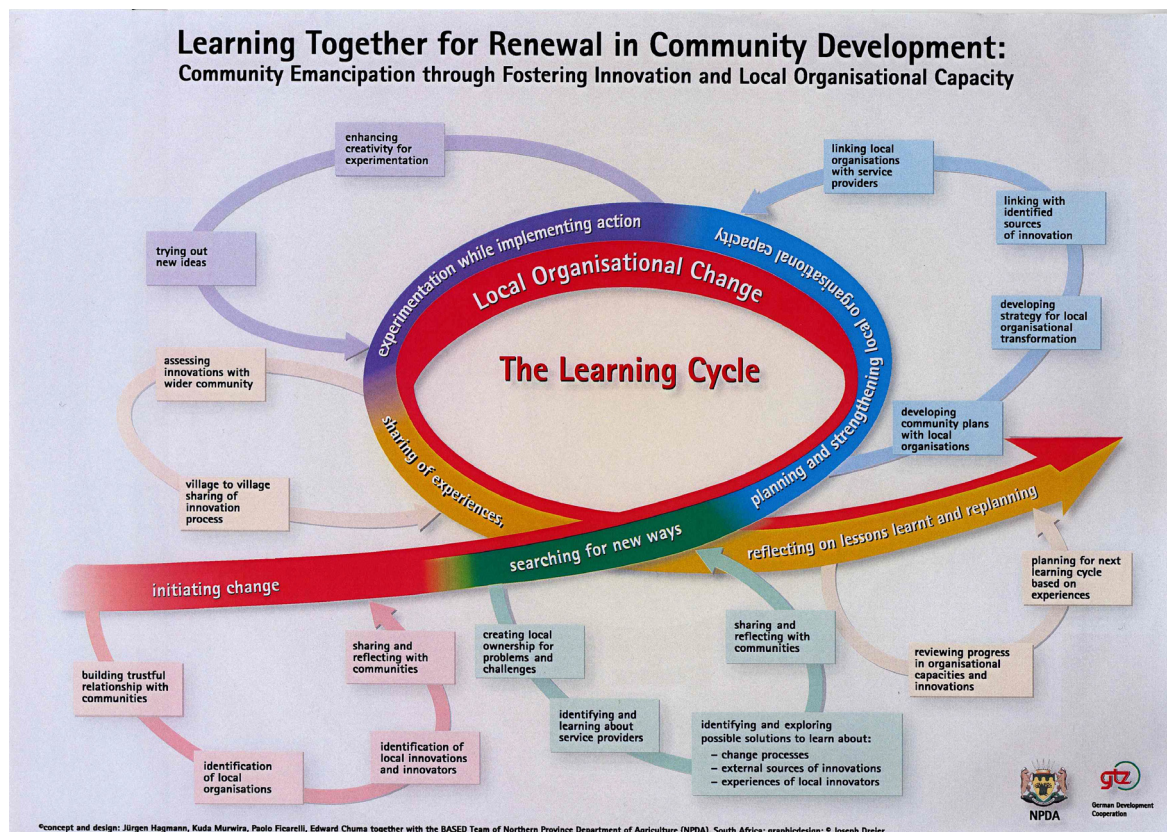 Learning Together for Renewal in Community Development:
Community Emancipation through Fostering Innovation and Local Organisational Capacity
enhancing
creativity for
experimentation
linking local
organisations
with service
providers
linking with
identified
sources
of innovation
trying out
new ideas
experimentation while implementing action
planning and strengthening local organisational capacity
Local Organisational Change
developing
strategy for local
organisational
transformation
assessing
innovations with
wider community
The Learning Cycle
sharing of experiences,
developing
community plans
with local
organisations
village to village
sharing of
innovation
process
searching for new ways
reflecting on lessons learnt and replanning
initiating change
planning for next
learning cycle
based on
experiences
building trustful
relationship with
communities
sharing and
reflecting with
communities
creating local
ownership for
problems and
challenges
sharing and
reflecting with
communities
reviewing progress
in organisational
capacities and
innovations
identification
of local
organisations
identification of
local innovations
and innovators
identifying and
learning about
service providers
identifying and exploring
possible solutions to learn about:
– change processes
– external sources of innovations
– experiences of local innovators
NPDA
gtz
German Development
Cooperation
©concept and design: Jürgen Hagmann, Kuda Murwira, Paolo Ficarelli, Edward Chuma together with the BASED Team of Northern Province Department of Agriculture (NPDA), South Africa; graphicdesign: © Joseph Dreier